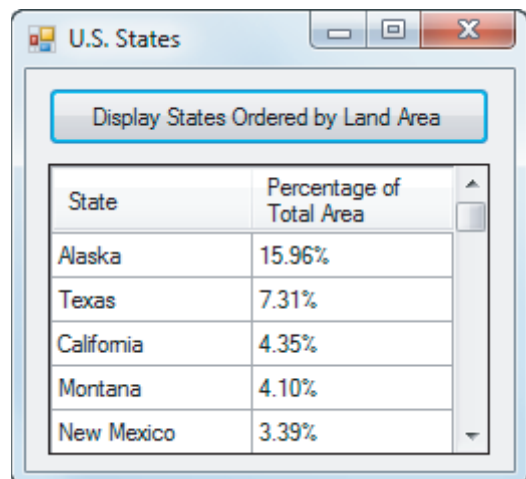 U.S. States
Display States Ordered by Land Area
State
Percentage of
Total Area
Alaska
15.96%
Texas
7.31%
California
4.35%
Montana
4.10%
New Mexico
3.39%